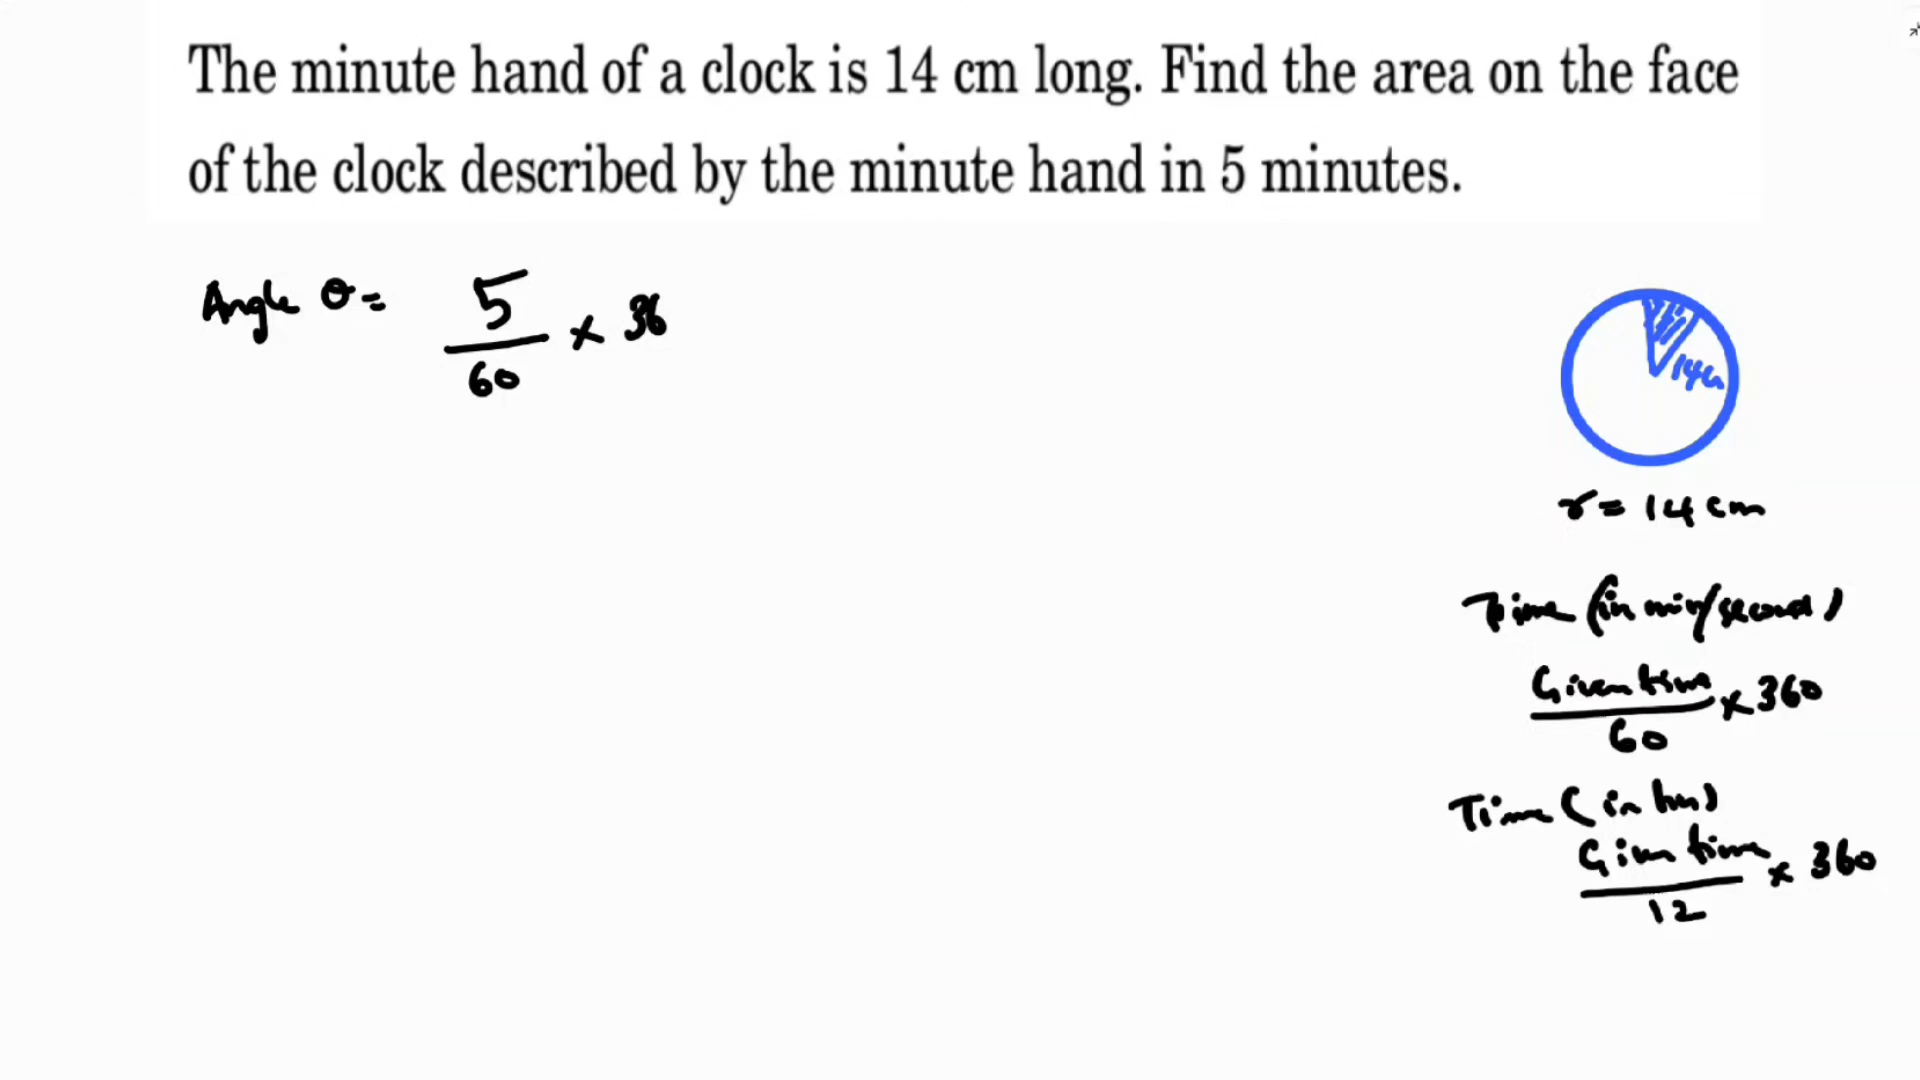 The minute hand of a clock is 14 cm long. Find the area on the face
of the clock described by the minute hand in 5 minutes.
Angle θ = 5/60 × 36
14cm
r = 14 cm
Time (in min/second)
Given time/60 × 360
Time (in hrs)
Given time/12 × 360